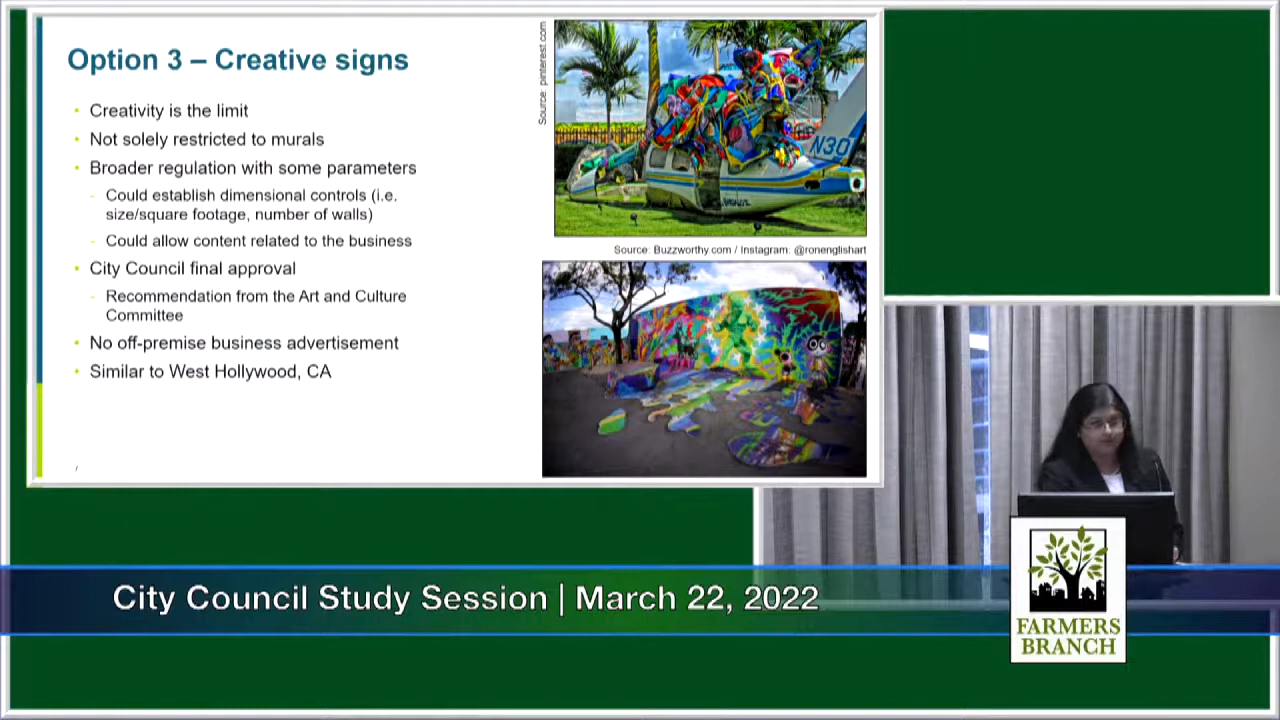 Option 3 – Creative signs
Creativity is the limit
Not solely restricted to murals
Broader regulation with some parameters
Could establish dimensional controls (i.e.
size/square footage, number of walls)
Could allow content related to the business
City Council final approval
Recommendation from the Art and Culture
Committee
No off-premise business advertisement
Similar to West Hollywood, CA
/
Source: pinterest.com
N30
Source: Buzzworthy.com / Instagram: @ronenglishart
City Council Study Session | March 22, 2022
FARMERS
BRANCH